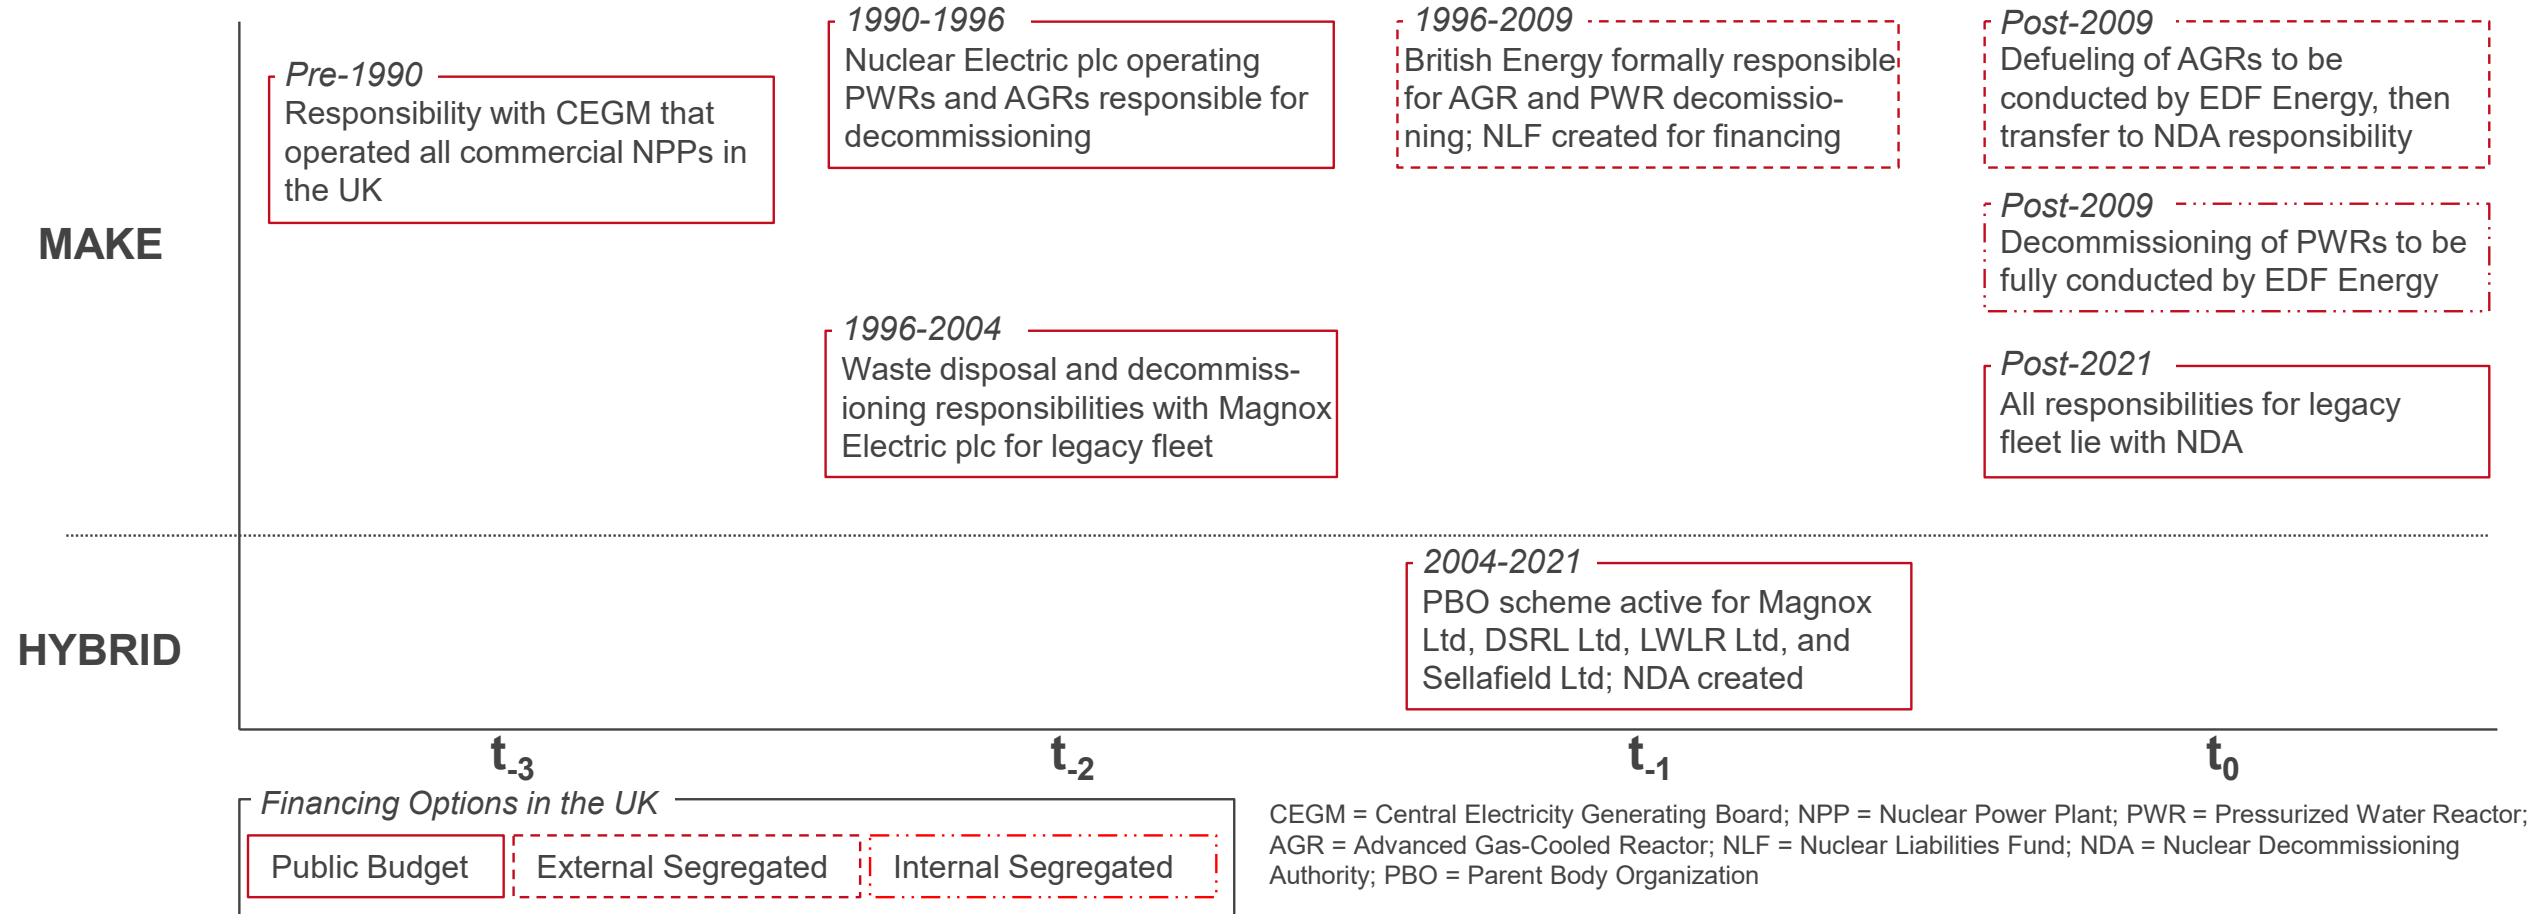 MAKE
HYBRID
Pre-1990
Responsibility with CEGM that
operated all commercial NPPs in
the UK
1990-1996
Nuclear Electric plc operating
PWRs and AGRs responsible for
decommissioning
1996-2004
Waste disposal and decommiss-
ioning responsibilities with Magnox
Electric plc for legacy fleet
1996-2009
British Energy formally responsible
for AGR and PWR decomissio-
ning; NLF created for financing
2004-2021
PBO scheme active for Magnox
Ltd, DSRL Ltd, LWLR Ltd, and
Sellafield Ltd; NDA created
Post-2009
Defueling of AGRs to be
conducted by EDF Energy, then
transfer to NDA responsibility
Post-2009
Decommissioning of PWRs to be
fully conducted by EDF Energy
Post-2021
All responsibilities for legacy
fleet lie with NDA
t-3
t-2
t-1
t0
Financing Options in the UK
Public Budget
External Segregated
Internal Segregated
CEGM = Central Electricity Generating Board; NPP = Nuclear Power Plant; PWR = Pressurized Water Reactor;
AGR = Advanced Gas-Cooled Reactor; NLF = Nuclear Liabilities Fund; NDA = Nuclear Decommissioning
Authority; PBO = Parent Body Organization